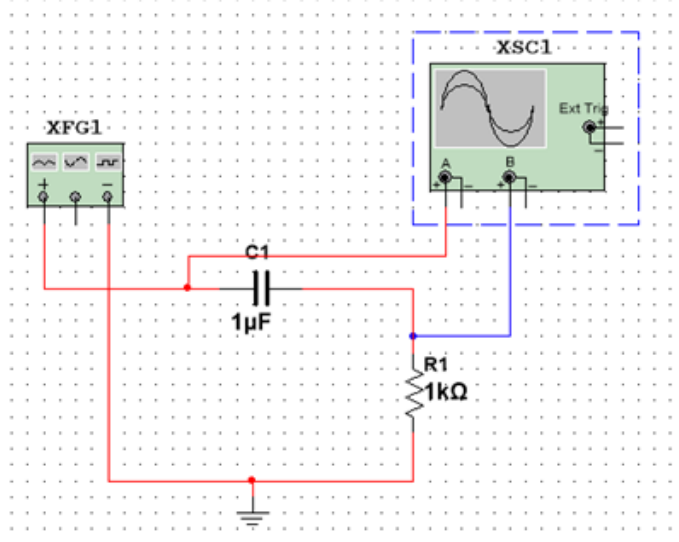 XSC1
Ext Trig
+
−
A
B
+ − + −
XFG1
+ −
C1
1µF
R1
1kΩ